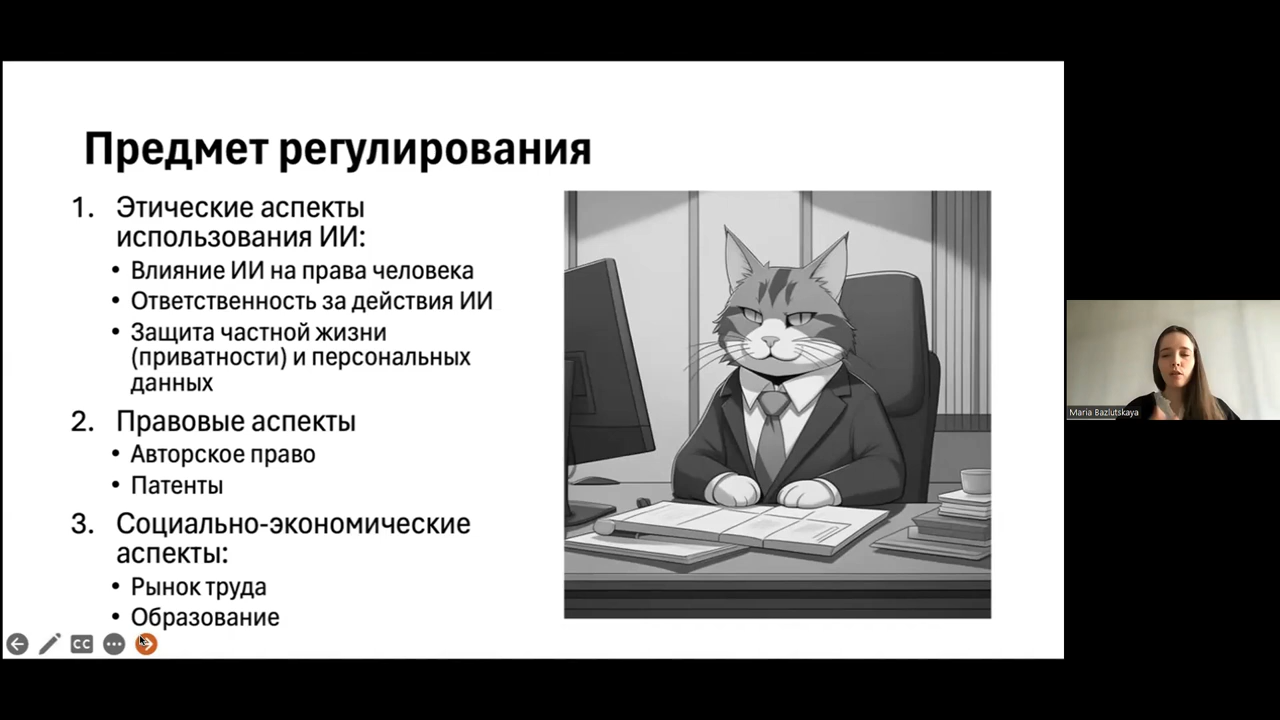 Предмет регулирования
1. Этические аспекты
использования ИИ:
• Влияние ИИ на права человека
• Ответственность за действия ИИ
• Защита частной жизни
(приватности) и персональных
данных
2. Правовые аспекты
• Авторское право
• Патенты
3. Социально-экономические
аспекты:
• Рынок труда
• Образование
CC
Maria Bazlutskaya